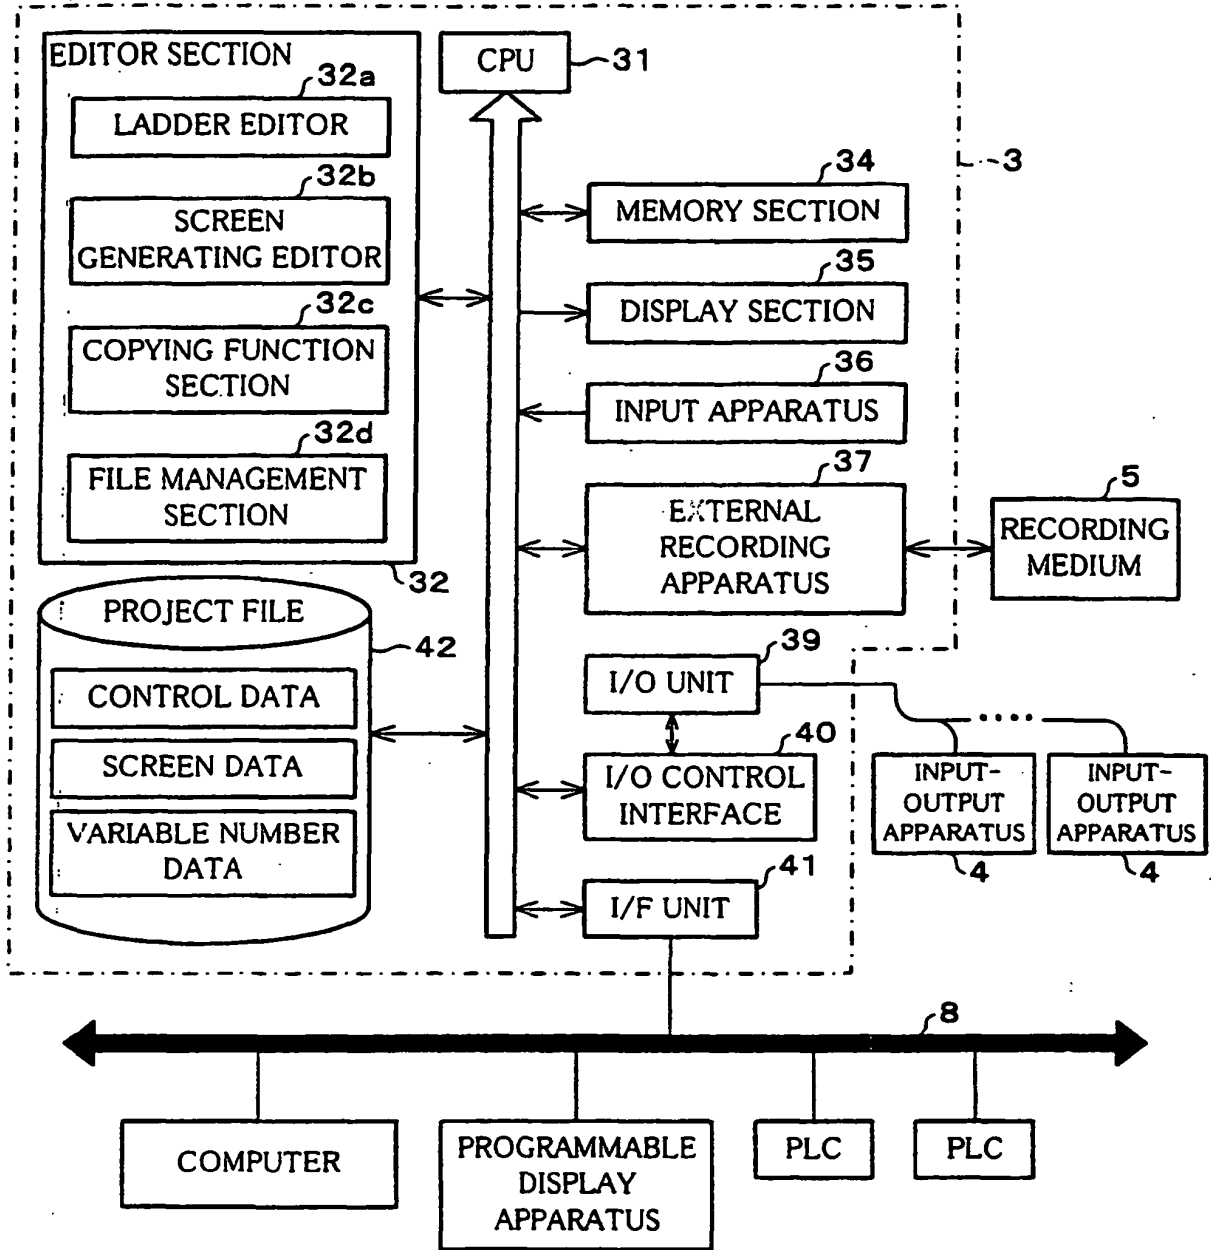 EDITOR SECTION
32a
LADDER EDITOR
32b
SCREEN
GENERATING EDITOR
32c
COPYING FUNCTION
SECTION
32d
FILE MANAGEMENT
SECTION
32
PROJECT FILE
42
CONTROL DATA
SCREEN DATA
VARIABLE NUMBER
DATA
CPU
31
3
34
MEMORY SECTION
35
DISPLAY SECTION
36
INPUT APPARATUS
37
EXTERNAL
RECORDING
APPARATUS
5
RECORDING
MEDIUM
39
I/O UNIT
40
I/O CONTROL
INTERFACE
41
I/F UNIT
INPUT-
OUTPUT
APPARATUS
4
INPUT-
OUTPUT
APPARATUS
4
8
COMPUTER
PROGRAMMABLE
DISPLAY
APPARATUS
PLC
PLC